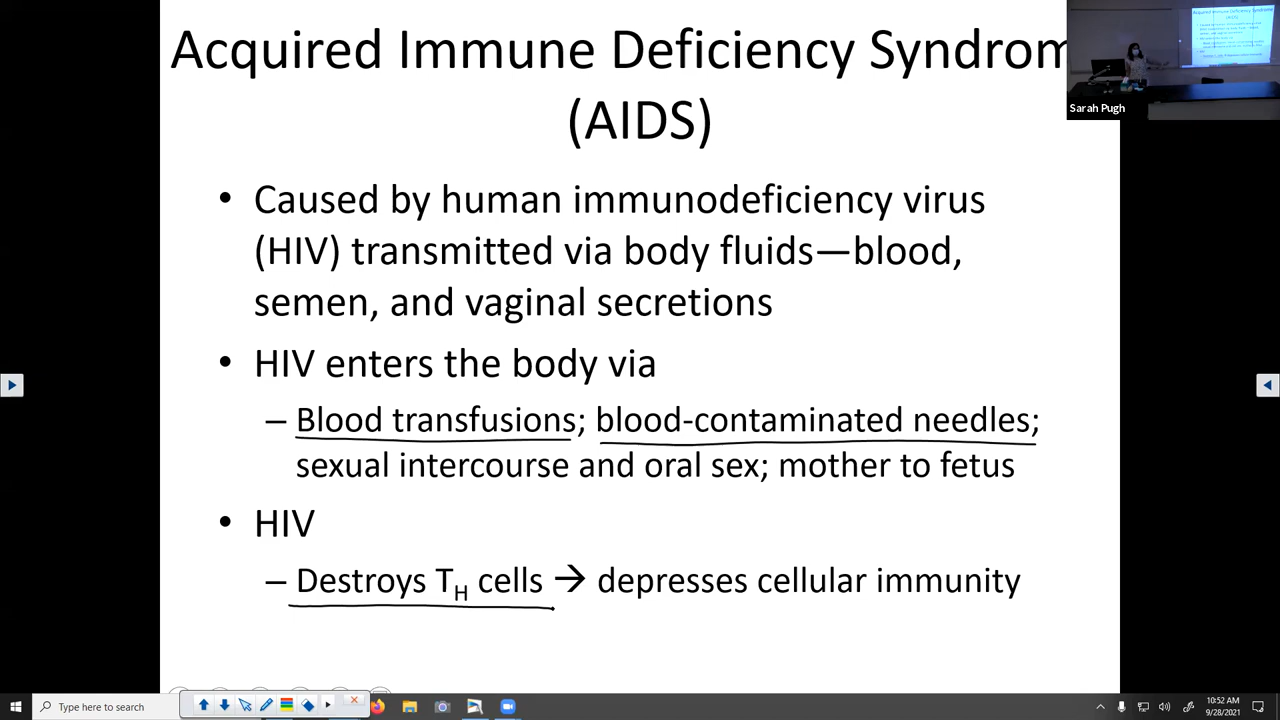 Acquired Immune Deficiency Syndrom
(AIDS)
Sarah Pugh
• Caused by human immunodeficiency virus
(HIV) transmitted via body fluids—blood,
semen, and vaginal secretions
• HIV enters the body via
– Blood transfusions; blood-contaminated needles;
sexual intercourse and oral sex; mother to fetus
• HIV
– Destroys TH cells → depresses cellular immunity
Type here to search
10:52 AM
9/28/2021